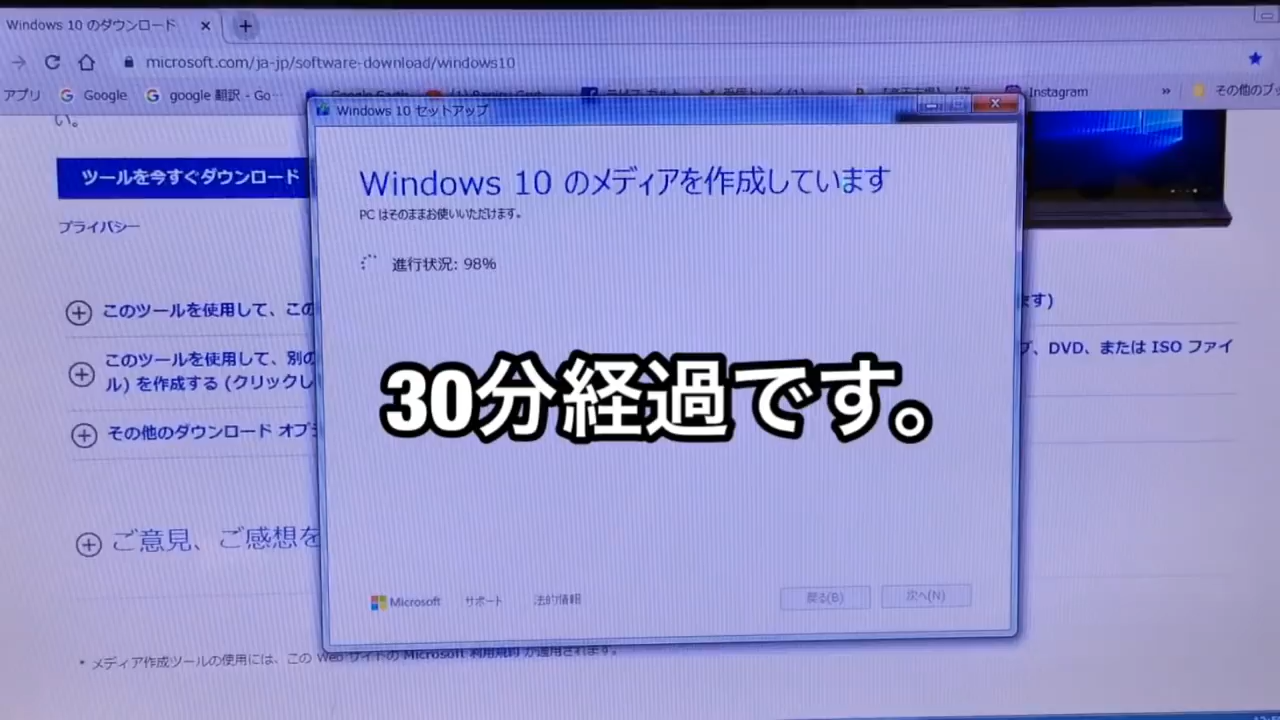 Windows 10 のダウンロード
microsoft.com/ja-jp/software-download/windows10
アプリ Google google 翻訳 - Go… Instagram » その他のブッ
い。
Windows 10 セットアップ
ツールを今すぐダウンロード
Windows 10 のメディアを作成しています
PC はそのままお使いいただけます。
プライバシー
進行状況: 98%
このツールを使用して、この
ます)
このツールを使用して、別の
ブ、DVD、または ISO ファイ
ル) を作成する (クリックし
30分経過です。
その他のダウンロード オプシ
ご意見、ご感想を
Microsoft サポート 法的情報 戻る(B) 次へ(N)
* メディア作成ツールの使用には、この Web サイトの Microsoft 利用規約 が適用されます。